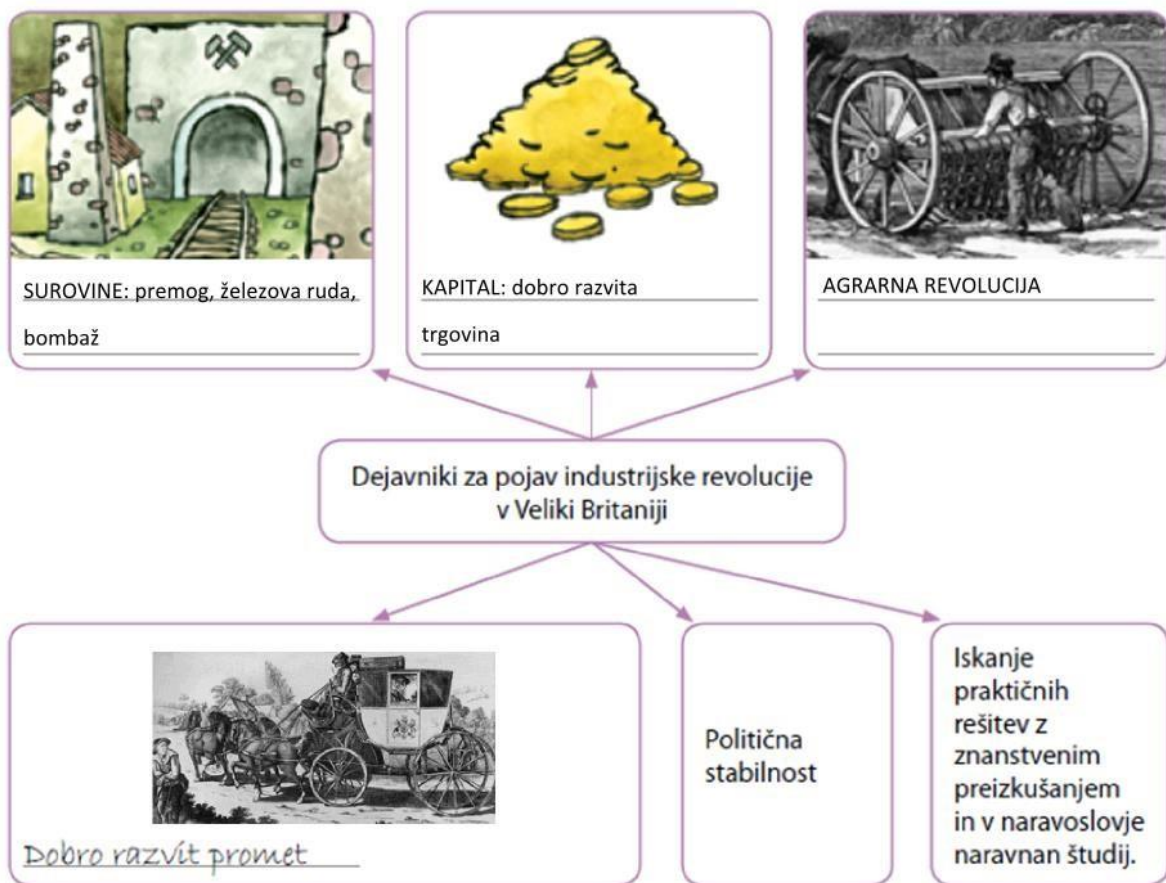 SUROVINE: premog, železova ruda,
bombaž
KAPITAL: dobro razvita
trgovina
AGRARNA REVOLUCIJA
Dejavniki za pojav industrijske revolucije
v Veliki Britaniji
Dobro razvit promet
Politična
stabilnost
Iskanje
praktičnih
rešitev z
znanstvenim
preizkušanjem
in v naravoslovje
naravnan študij.